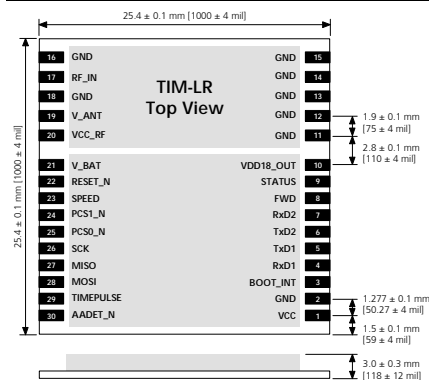 25.4 ± 0.1 mm [1000 ± 4 mil]
25.4 ± 0.1 mm [1000 ± 4 mil]
TIM-LR
Top View
16 GND GND 15
17 RF_IN GND 14
18 GND GND 13
19 V_ANT GND 12
20 VCC_RF GND 11
21 V_BAT VDD18_OUT 10
22 RESET_N STATUS 9
23 SPEED FWD 8
24 PCS1_N RxD2 7
25 PCS0_N TxD2 6
26 SCK TxD1 5
27 MISO RxD1 4
28 MOSI BOOT_INT 3
29 TIMEPULSE GND 2
30 AADET_N VCC 1
1.9 ± 0.1 mm
[75 ± 4 mil]
2.8 ± 0.1 mm
[110 ± 4 mil]
1.277 ± 0.1 mm
[50.27 ± 4 mil]
1.5 ± 0.1 mm
[59 ± 4 mil]
3.0 ± 0.3 mm
[118 ± 12 mil]